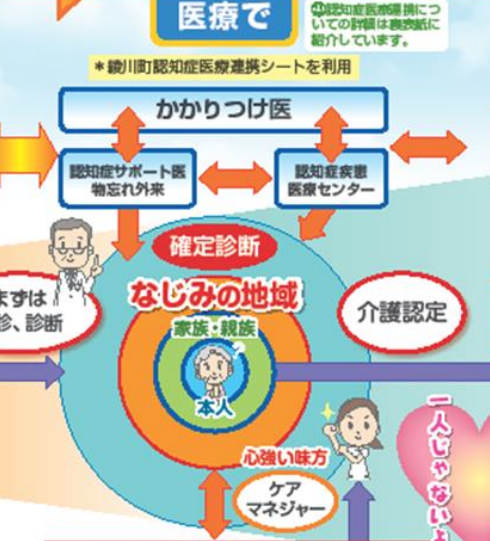 医療で
認知症医療連携につ
いての詳細は裏表紙に
紹介しています。
＊綾川町認知症医療連携シートを利用
かかりつけ医
認知症サポート医
物忘れ外来
認知症疾患
医療センター
確定診断
なじみの地域
家族・親族
本人
まずは
診、診断
介護認定
心強い味方
ケア
マネジャー
一人じゃないよ